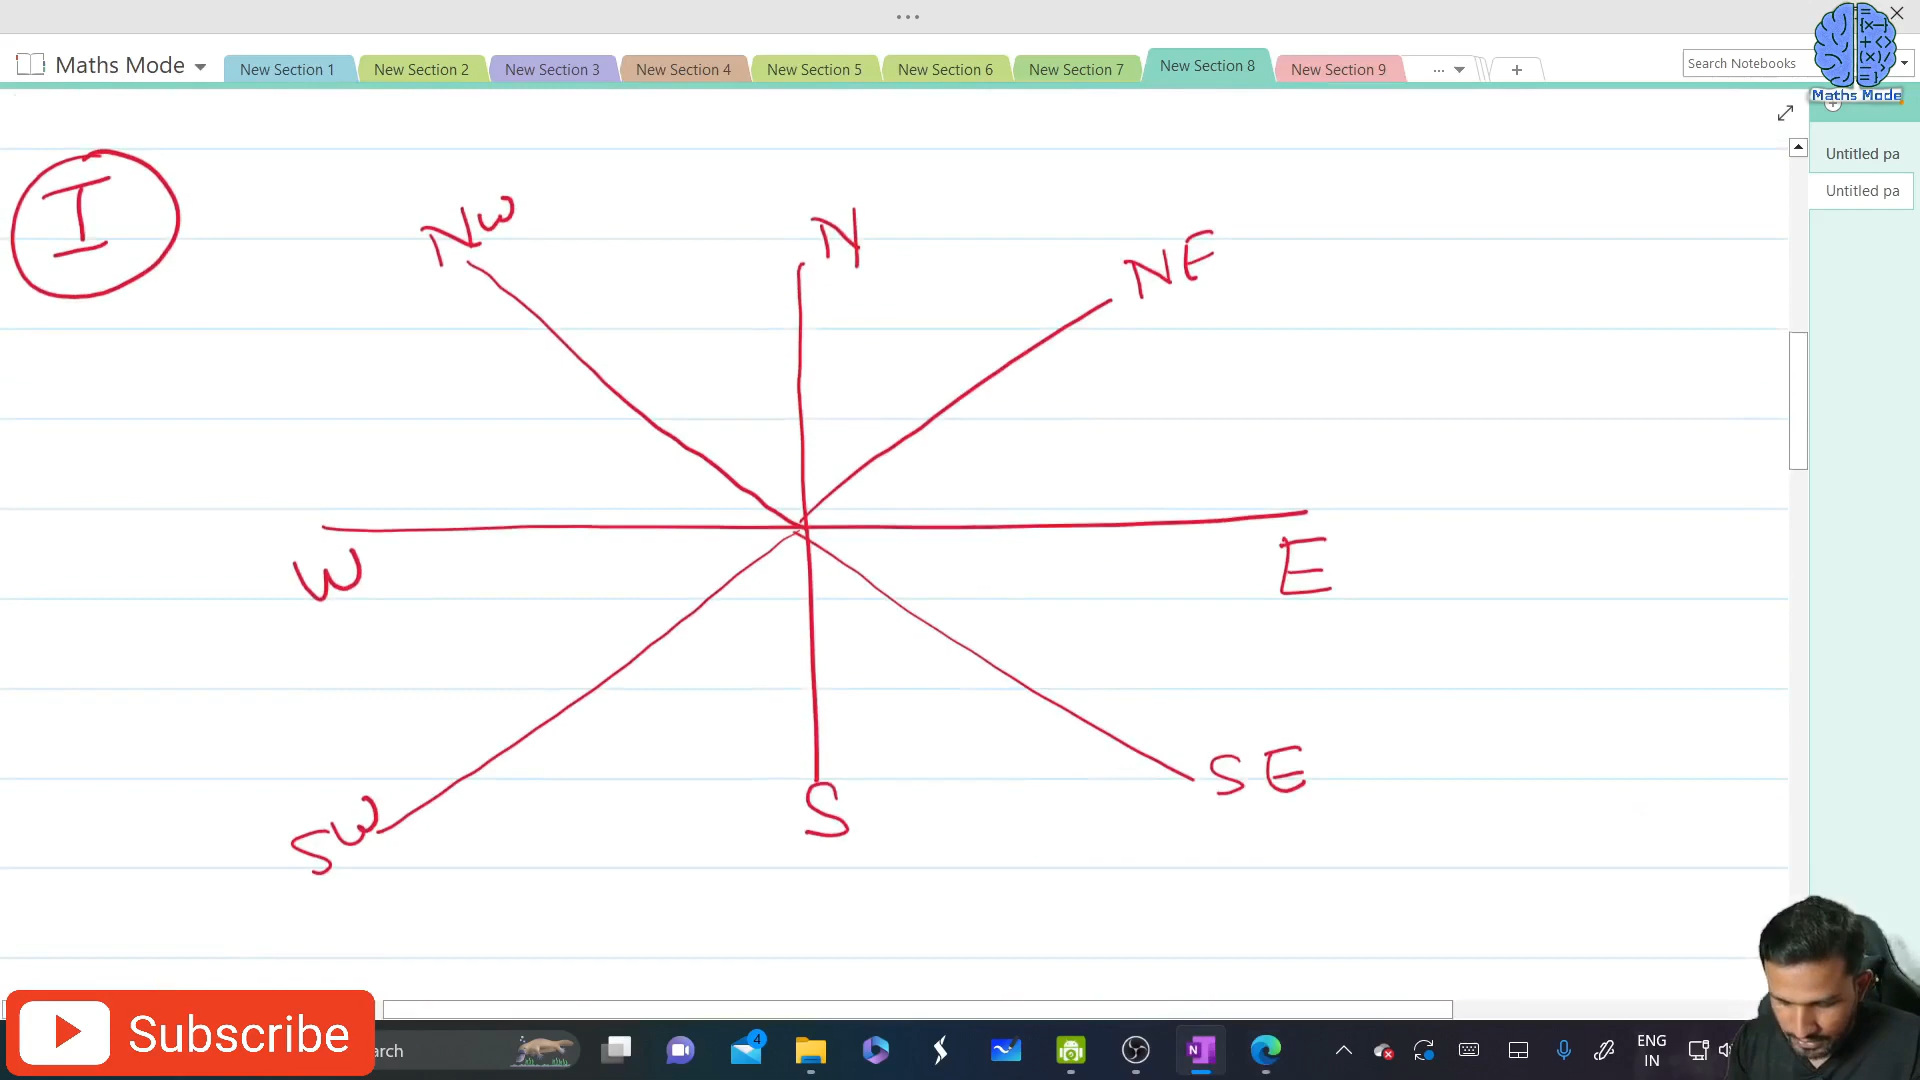 Maths Mode
New Section 1
New Section 2
New Section 3
New Section 4
New Section 5
New Section 6
New Section 7
New Section 8
New Section 9
...
+
Search Notebooks
Maths Mode
Untitled pa
Untitled pa
I
NW
N
NE
W
E
SW
S
SE
Subscribe
arch
4
ENG
IN